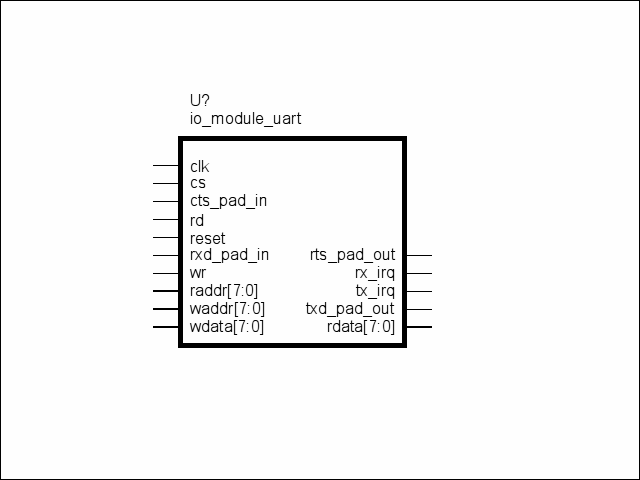 U?
io_module_uart
clk
cs
cts_pad_in
rd
reset
rxd_pad_in rts_pad_out
wr rx_irq
raddr[7:0] tx_irq
waddr[7:0] txd_pad_out
wdata[7:0] rdata[7:0]